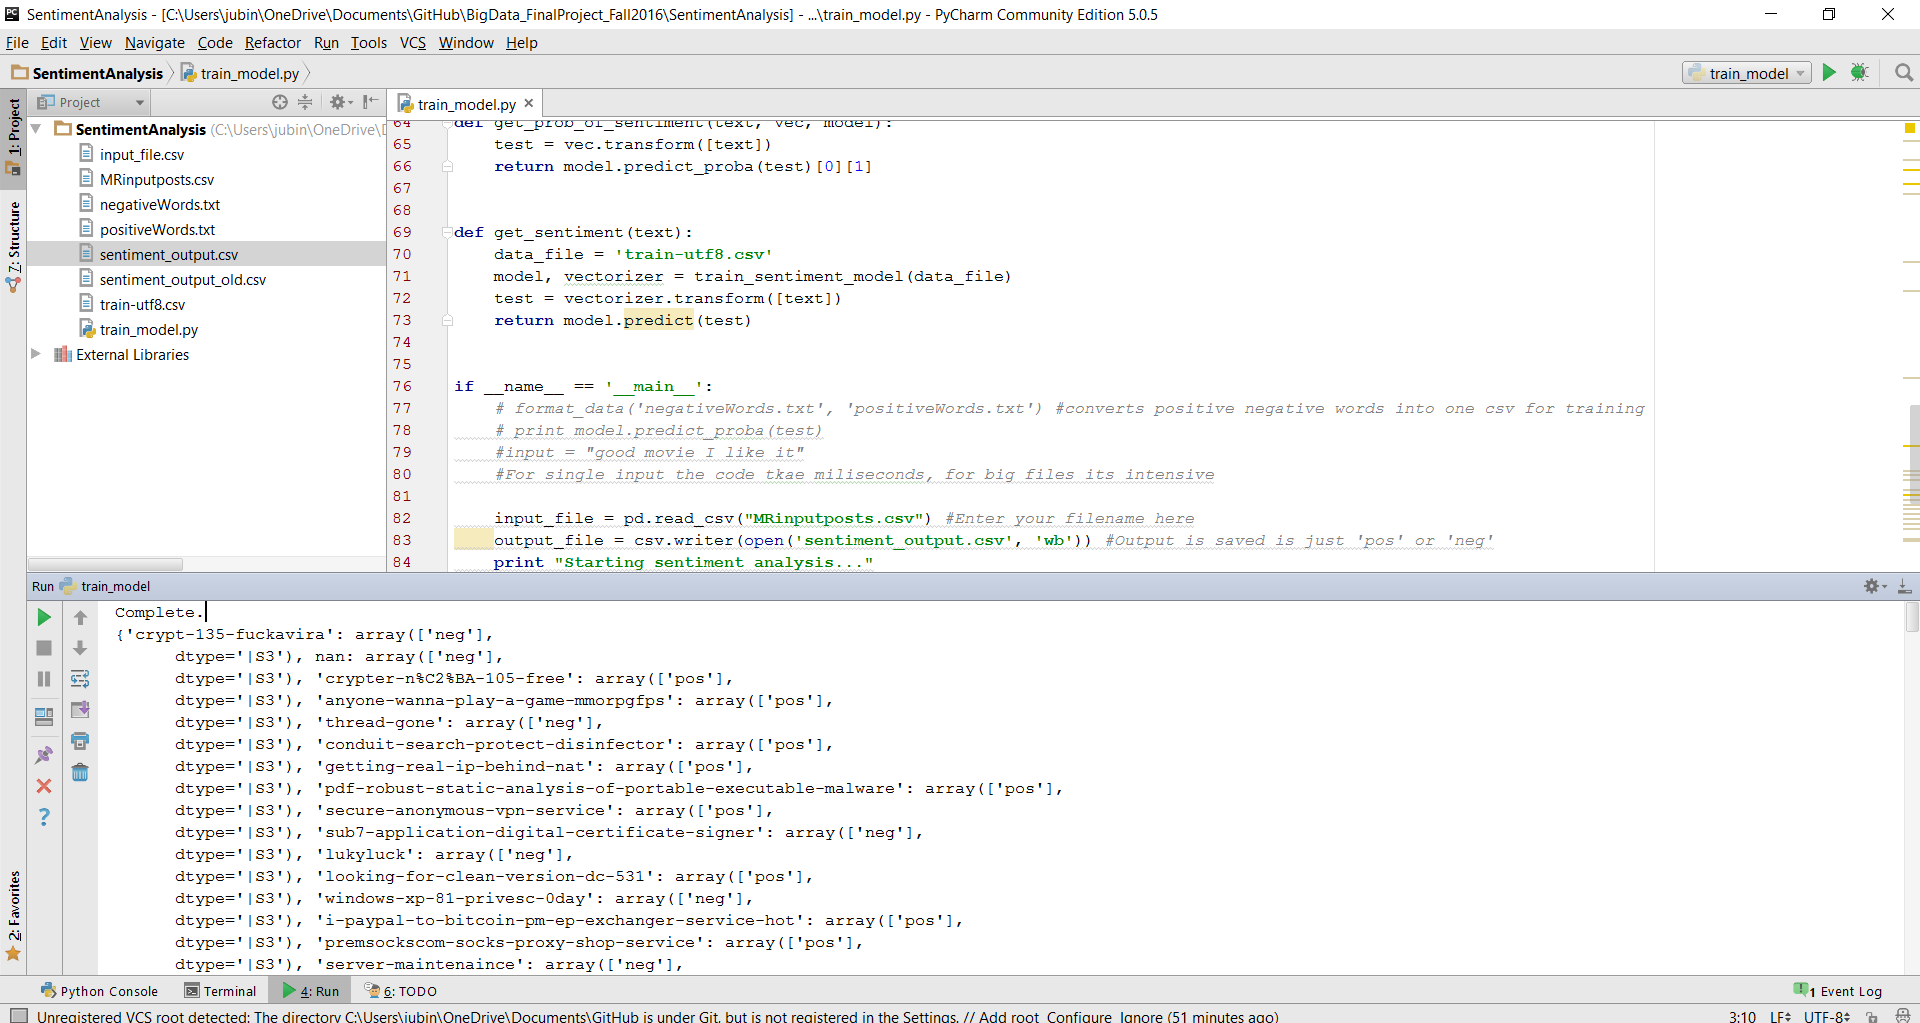 SentimentAnalysis - [C:\Users\jubin\OneDrive\Documents\GitHub\BigData_FinalProject_Fall2016\SentimentAnalysis] - ...\train_model.py - PyCharm Community Edition 5.0.5
File Edit View Navigate Code Refactor Run Tools VCS Window Help
SentimentAnalysis train_model.py train_model
Project train_model.py
1: Project
7: Structure
2: Favorites
SentimentAnalysis (C:\Users\jubin\OneDrive\
input_file.csv
MRinputposts.csv
negativeWords.txt
positiveWords.txt
sentiment_output.csv
sentiment_output_old.csv
train-utf8.csv
train_model.py
External Libraries
64 def get_prob_of_sentiment(text, vec, model):
65 test = vec.transform([text])
66 return model.predict_proba(test)[0][1]
67
68
69 def get_sentiment(text):
70 data_file = 'train-utf8.csv'
71 model, vectorizer = train_sentiment_model(data_file)
72 test = vectorizer.transform([text])
73 return model.predict(test)
74
75
76 if __name__ == '__main__':
77 # format_data('negativeWords.txt', 'positiveWords.txt') #converts positive negative words into one csv for training
78 # print model.predict_proba(test)
79 #input = "good movie I like it"
80 #For single input the code tkae miliseconds, for big files its intensive
81
82 input_file = pd.read_csv("MRinputposts.csv") #Enter your filename here
83 output_file = csv.writer(open('sentiment_output.csv', 'wb')) #Output is saved is just 'pos' or 'neg'
84 print "Starting sentiment analysis..."
Run train_model
Complete.
{'crypt-135-fuckavira': array(['neg'],
dtype='|S3'), nan: array(['neg'],
dtype='|S3'), 'crypter-n%C2%BA-105-free': array(['pos'],
dtype='|S3'), 'anyone-wanna-play-a-game-mmorpgfps': array(['pos'],
dtype='|S3'), 'thread-gone': array(['neg'],
dtype='|S3'), 'conduit-search-protect-disinfector': array(['pos'],
dtype='|S3'), 'getting-real-ip-behind-nat': array(['pos'],
dtype='|S3'), 'pdf-robust-static-analysis-of-portable-executable-malware': array(['pos'],
dtype='|S3'), 'secure-anonymous-vpn-service': array(['pos'],
dtype='|S3'), 'sub7-application-digital-certificate-signer': array(['neg'],
dtype='|S3'), 'lukyluck': array(['neg'],
dtype='|S3'), 'looking-for-clean-version-dc-531': array(['pos'],
dtype='|S3'), 'windows-xp-81-privesc-0day': array(['neg'],
dtype='|S3'), 'i-paypal-to-bitcoin-pm-ep-exchanger-service-hot': array(['pos'],
dtype='|S3'), 'premsockscom-socks-proxy-shop-service': array(['pos'],
dtype='|S3'), 'server-maintenaince': array(['neg'],
Python Console Terminal 4: Run 6: TODO 1 Event Log
Unregistered VCS root detected: The directory C:\Users\jubin\OneDrive\Documents\GitHub is under Git, but is not registered in the Settings. // Add root Configure Ignore (51 minutes ago) 3:10 LF UTF-8